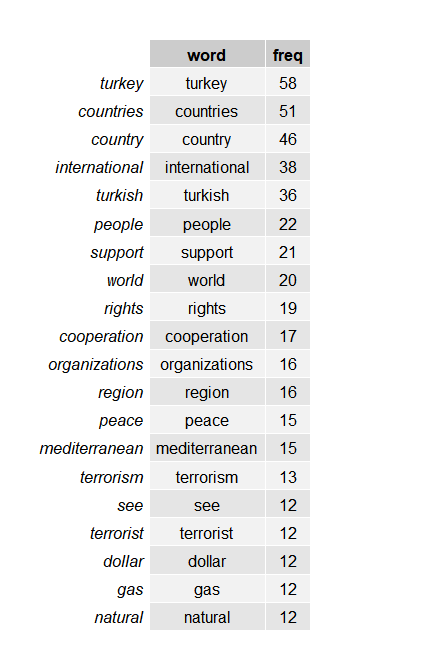 word freq
turkey turkey 58
countries countries 51
country country 46
international international 38
turkish turkish 36
people people 22
support support 21
world world 20
rights rights 19
cooperation cooperation 17
organizations organizations 16
region region 16
peace peace 15
mediterranean mediterranean 15
terrorism terrorism 13
see see 12
terrorist terrorist 12
dollar dollar 12
gas gas 12
natural natural 12